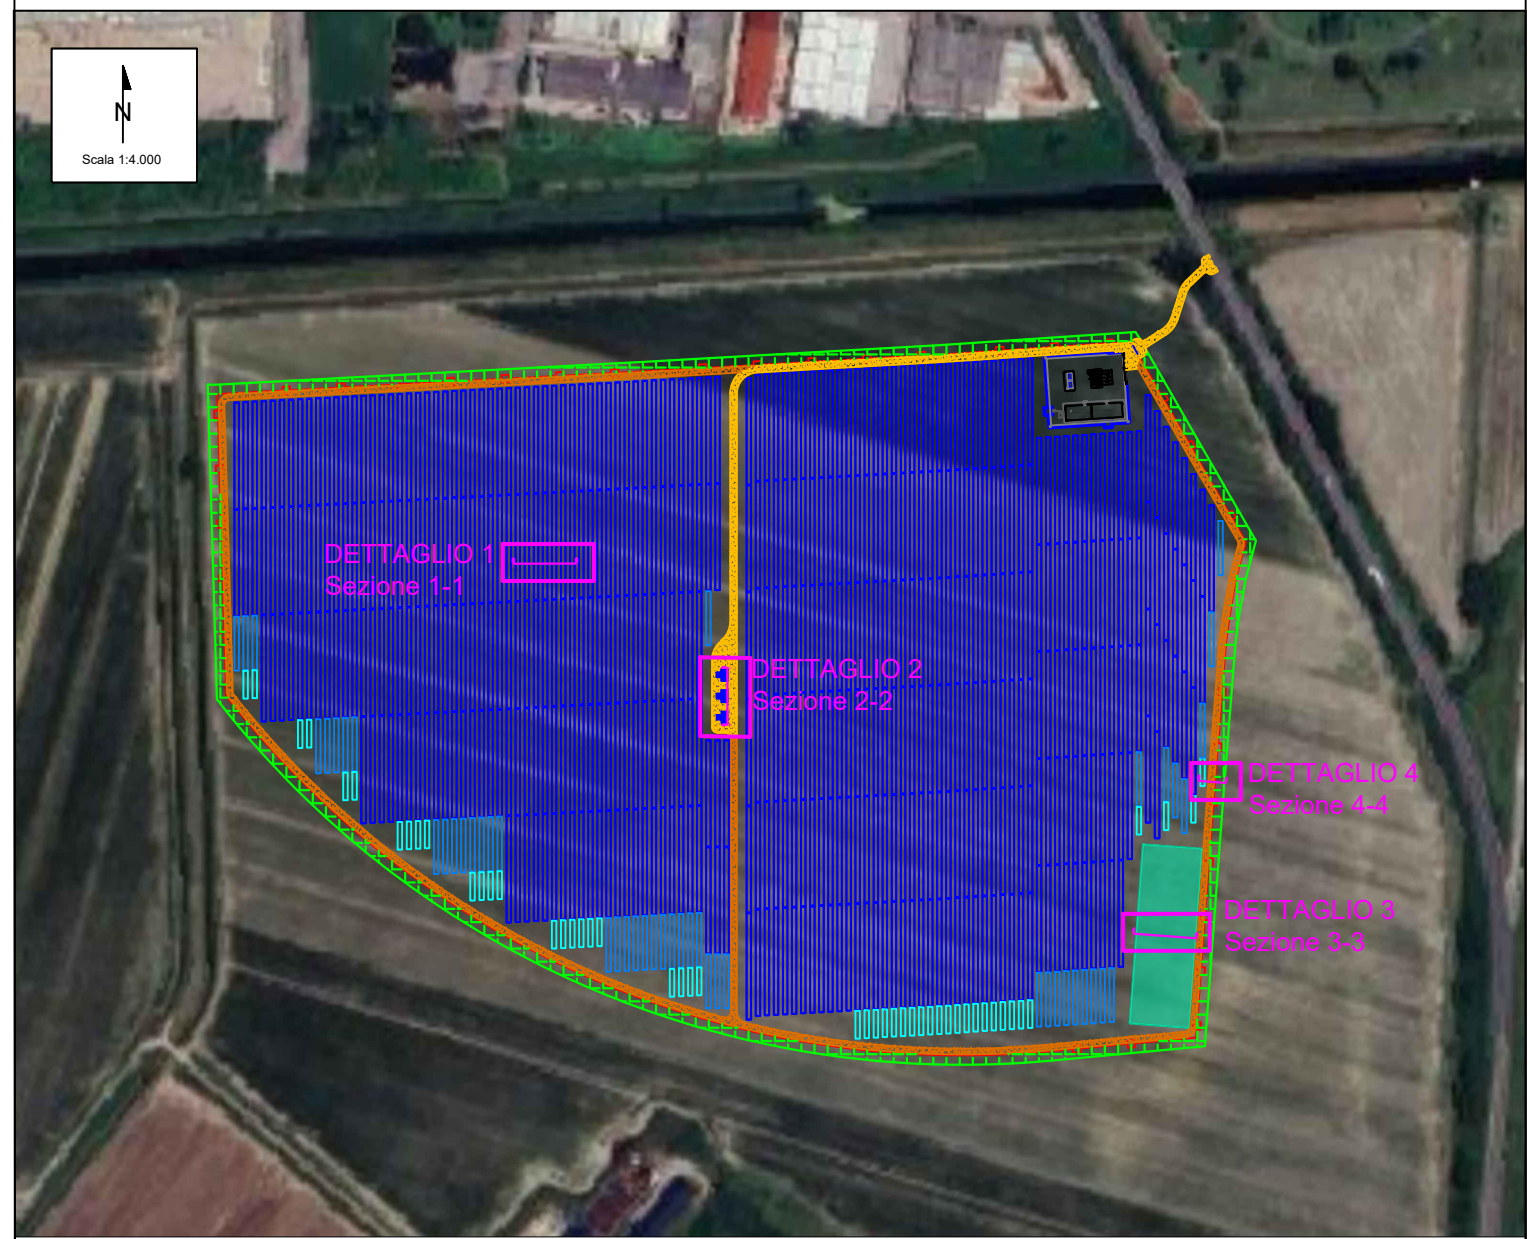 N
Scala 1:4.000
DETTAGLIO 1
Sezione 1-1
DETTAGLIO 2
Sezione 2-2
DETTAGLIO 4
Sezione 4-4
DETTAGLIO 3
Sezione 3-3